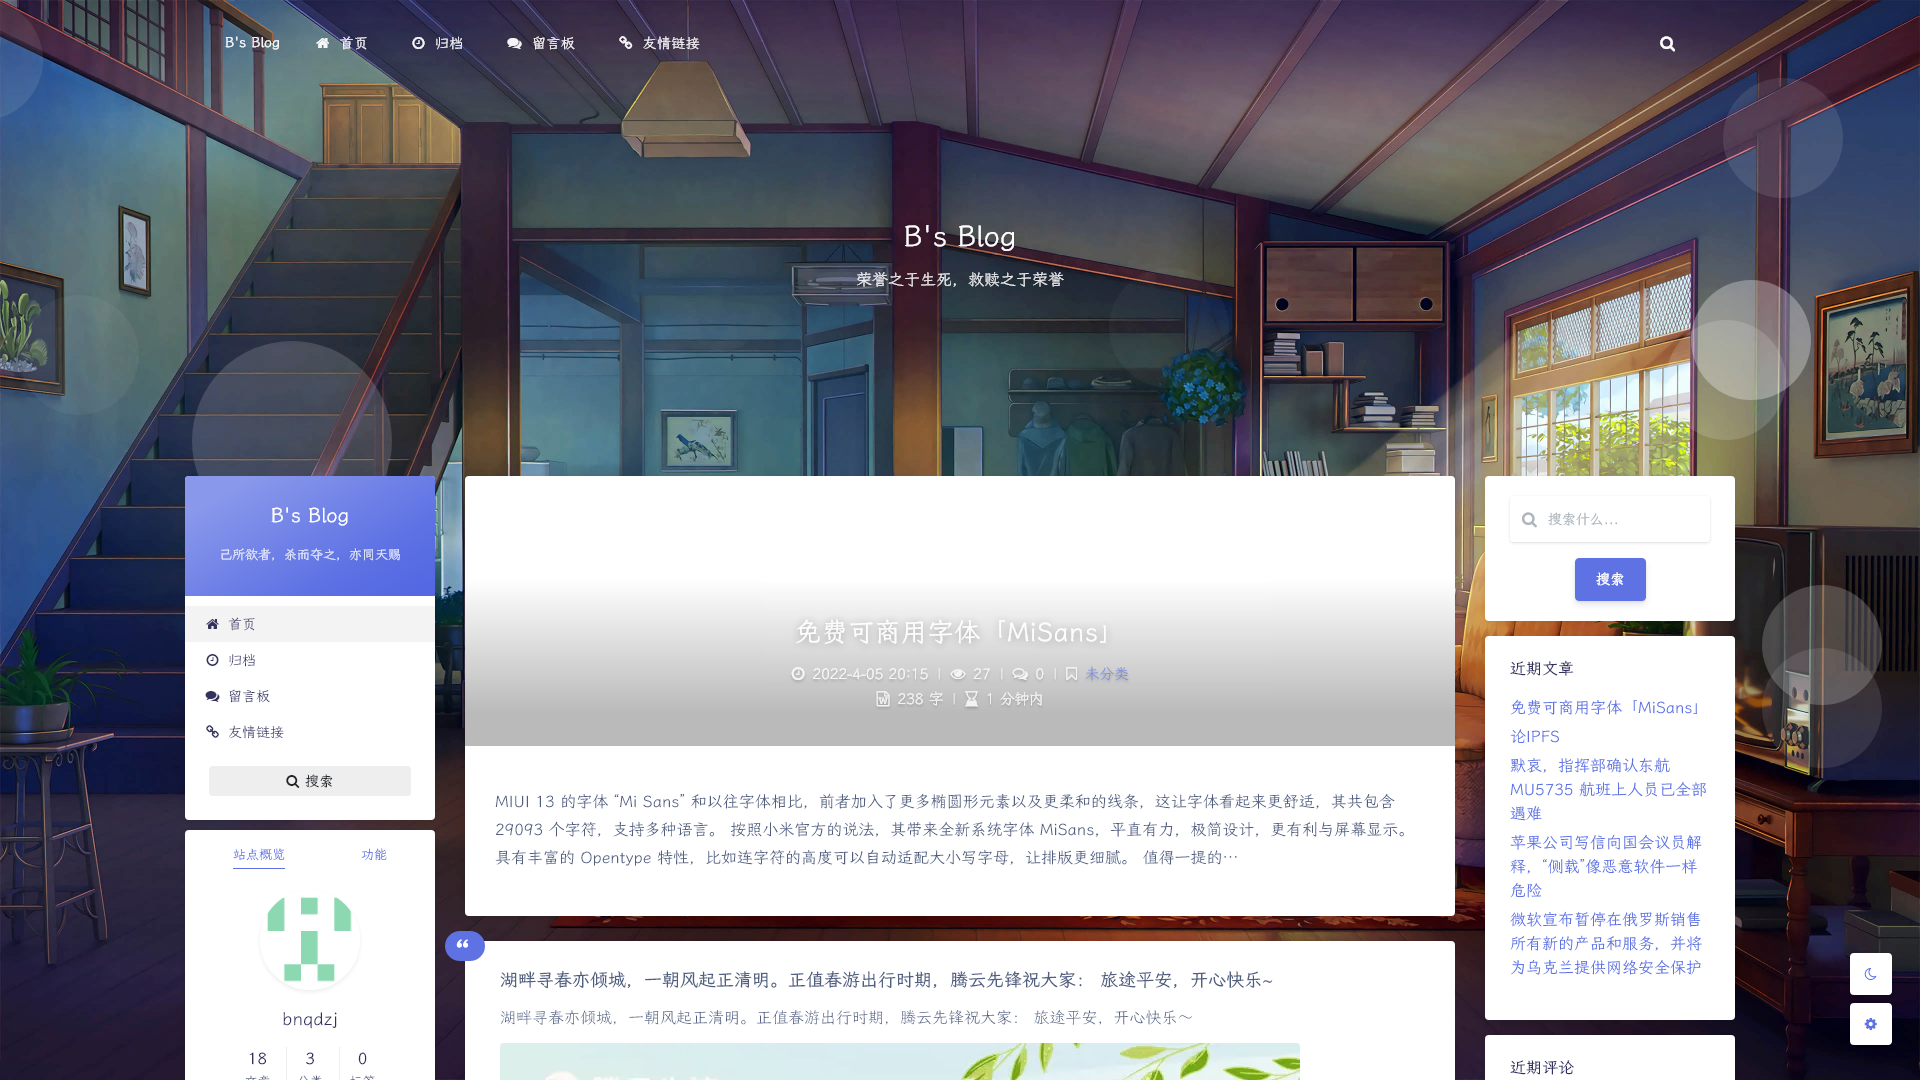 B's Blog 首页 归档 留言板 友情链接
B's Blog
荣誉之于生死，救赎之于荣誉
B's Blog
己所欲者，杀而夺之，亦同天赐
首页
归档
留言板
友情链接
搜索
站点概览 功能
bnqdzj
18 3 0
文章 分类 标签
免费可商用字体「MiSans」
2022-4-05 20:15 | 27 | 0 | 未分类
238 字 | 1 分钟内
MIUI 13 的字体 “Mi Sans” 和以往字体相比，前者加入了更多椭圆形元素以及更柔和的线条，这让字体看起来更舒适，其共包含
29093 个字符，支持多种语言。 按照小米官方的说法，其带来全新系统字体 MiSans，平直有力，极简设计，更有利与屏幕显示。
具有丰富的 Opentype 特性，比如连字符的高度可以自动适配大小写字母，让排版更细腻。 值得一提的…
湖畔寻春亦倾城，一朝风起正清明。正值春游出行时期，腾云先锋祝大家： 旅途平安，开心快乐~
湖畔寻春亦倾城，一朝风起正清明。正值春游出行时期，腾云先锋祝大家： 旅途平安，开心快乐～
搜索什么...
搜索
近期文章
免费可商用字体「MiSans」
论IPFS
默哀，指挥部确认东航
MU5735 航班上人员已全部
遇难
苹果公司写信向国会议员解
释，“侧载”像恶意软件一样
危险
微软宣布暂停在俄罗斯销售
所有新的产品和服务，并将
为乌克兰提供网络安全保护
近期评论